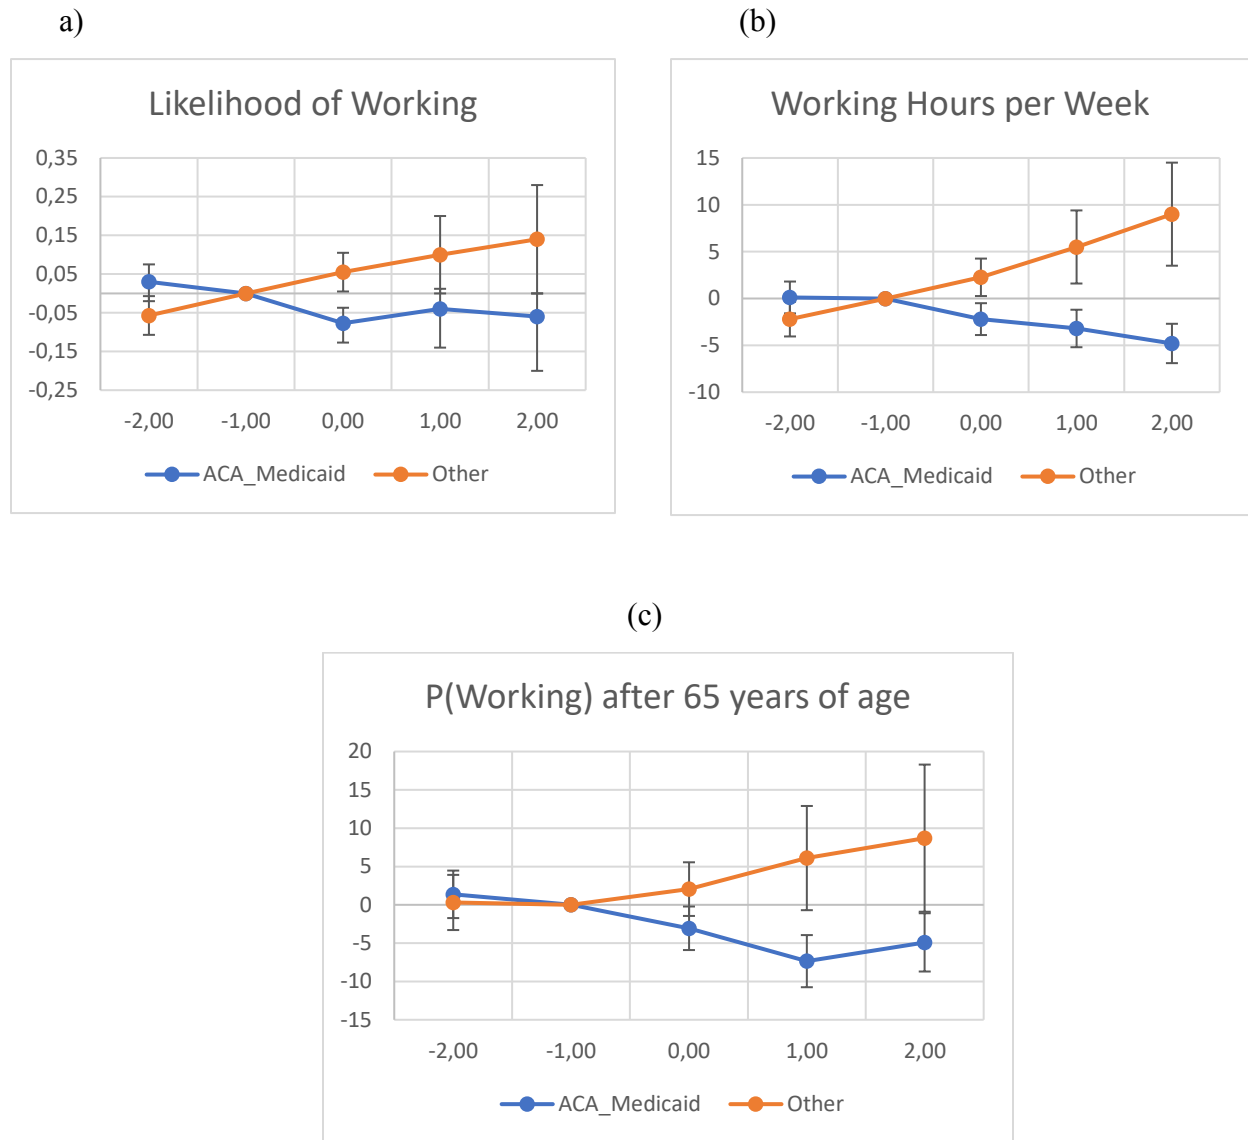 a)
(b)
Likelihood of Working
0,35
0,25
0,15
0,05
-0,05
-0,15
-0,25
-2,00 -1,00 0,00 1,00 2,00
ACA_Medicaid Other
Working Hours per Week
15
10
5
0
-5
-10
-2,00 -1,00 0,00 1,00 2,00
ACA_Medicaid Other
(c)
P(Working) after 65 years of age
20
15
10
5
0
-5
-10
-15
-2,00 -1,00 0,00 1,00 2,00
ACA_Medicaid Other